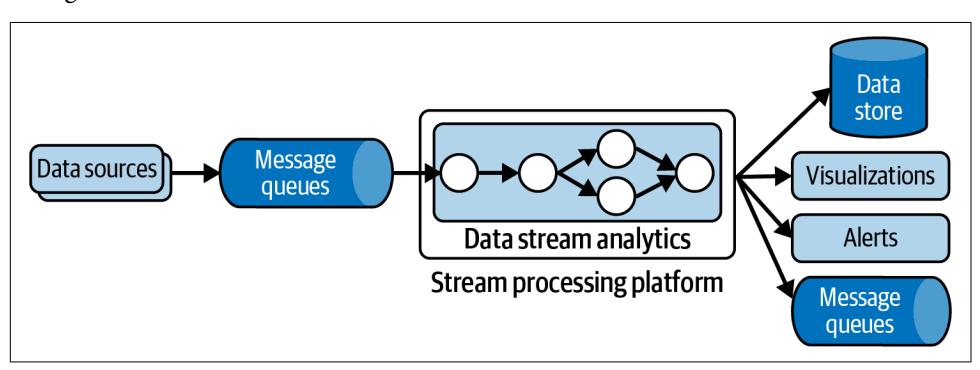 Data sources
Message
queues
Data stream analytics
Stream processing platform
Data
store
Visualizations
Alerts
Message
queues